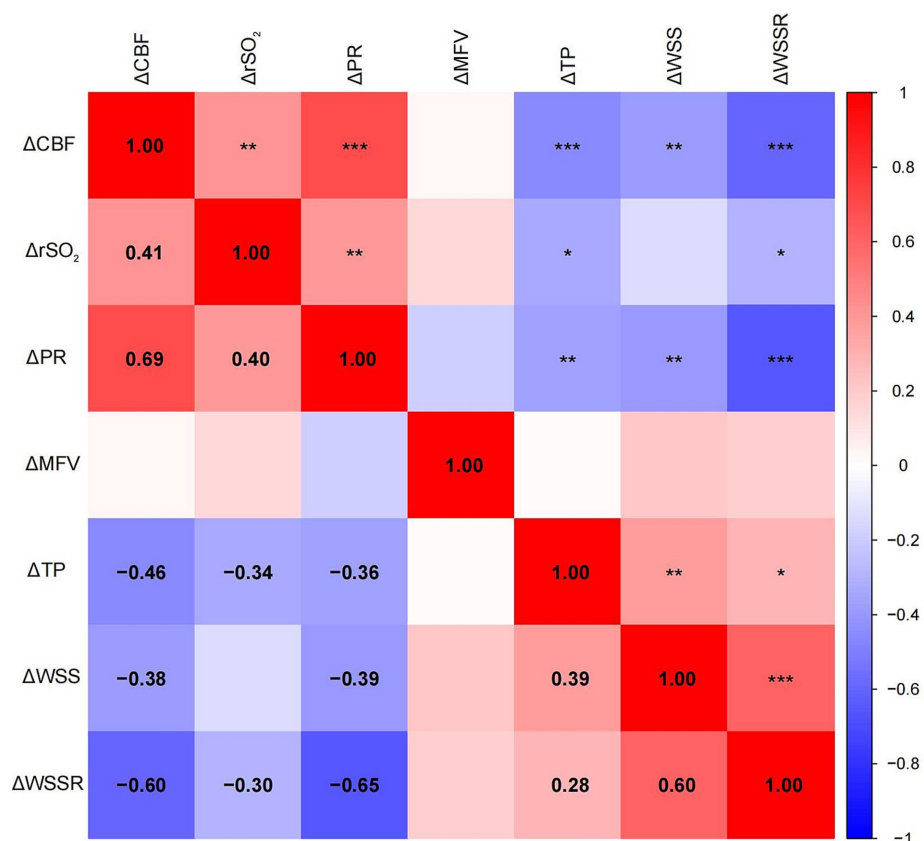 ΔCBF ΔrSO₂ ΔPR ΔMFV ΔTP ΔWSS ΔWSSR
ΔCBF 1.00 ** *** *** ** ***
ΔrSO₂ 0.41 1.00 ** * *
ΔPR 0.69 0.40 1.00 ** ** ***
ΔMFV 1.00
ΔTP −0.46 −0.34 −0.36 1.00 ** *
ΔWSS −0.38 −0.39 0.39 1.00 ***
ΔWSSR −0.60 −0.30 −0.65 0.28 0.60 1.00
1
0.8
0.6
0.4
0.2
0
−0.2
−0.4
−0.6
−0.8
−1